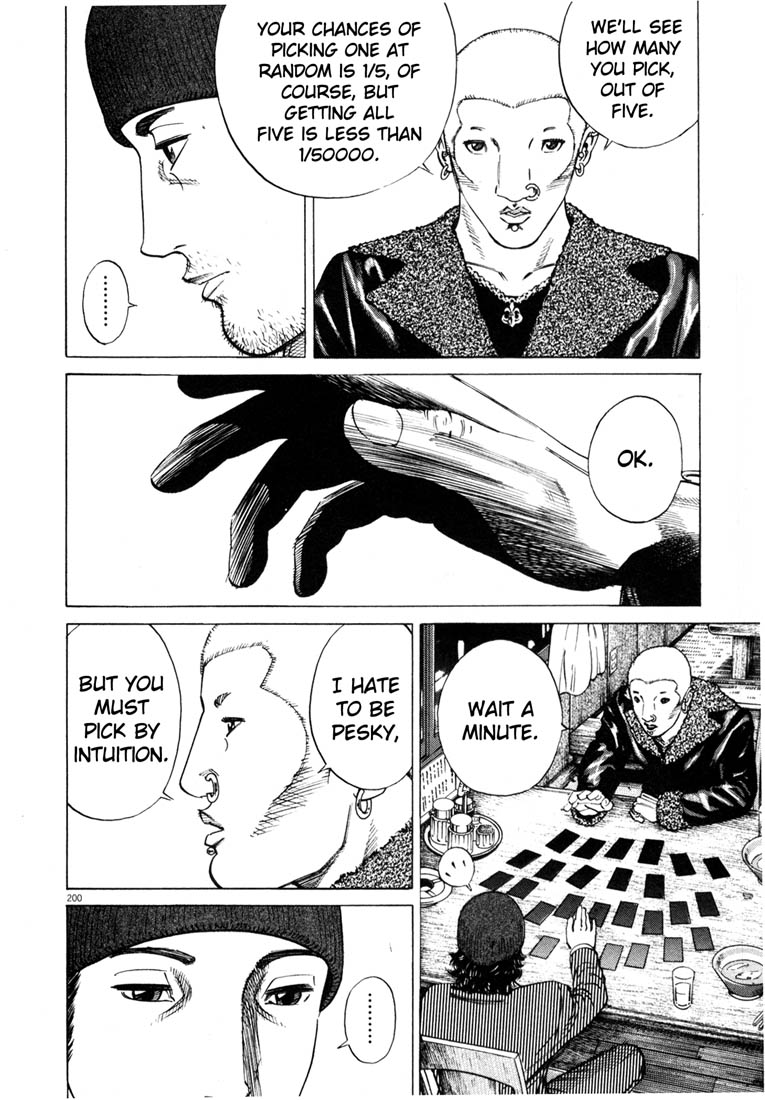 WE'LL SEE
HOW MANY
YOU PICK,
OUT OF
FIVE.
YOUR CHANCES OF
PICKING ONE AT
RANDOM IS 1/5, OF
COURSE, BUT
GETTING ALL
FIVE IS LESS THAN
1/50000.
........
OK.
WAIT A
MINUTE.
I HATE
TO BE
PESKY,
BUT YOU
MUST
PICK BY
INTUITION.
200
........